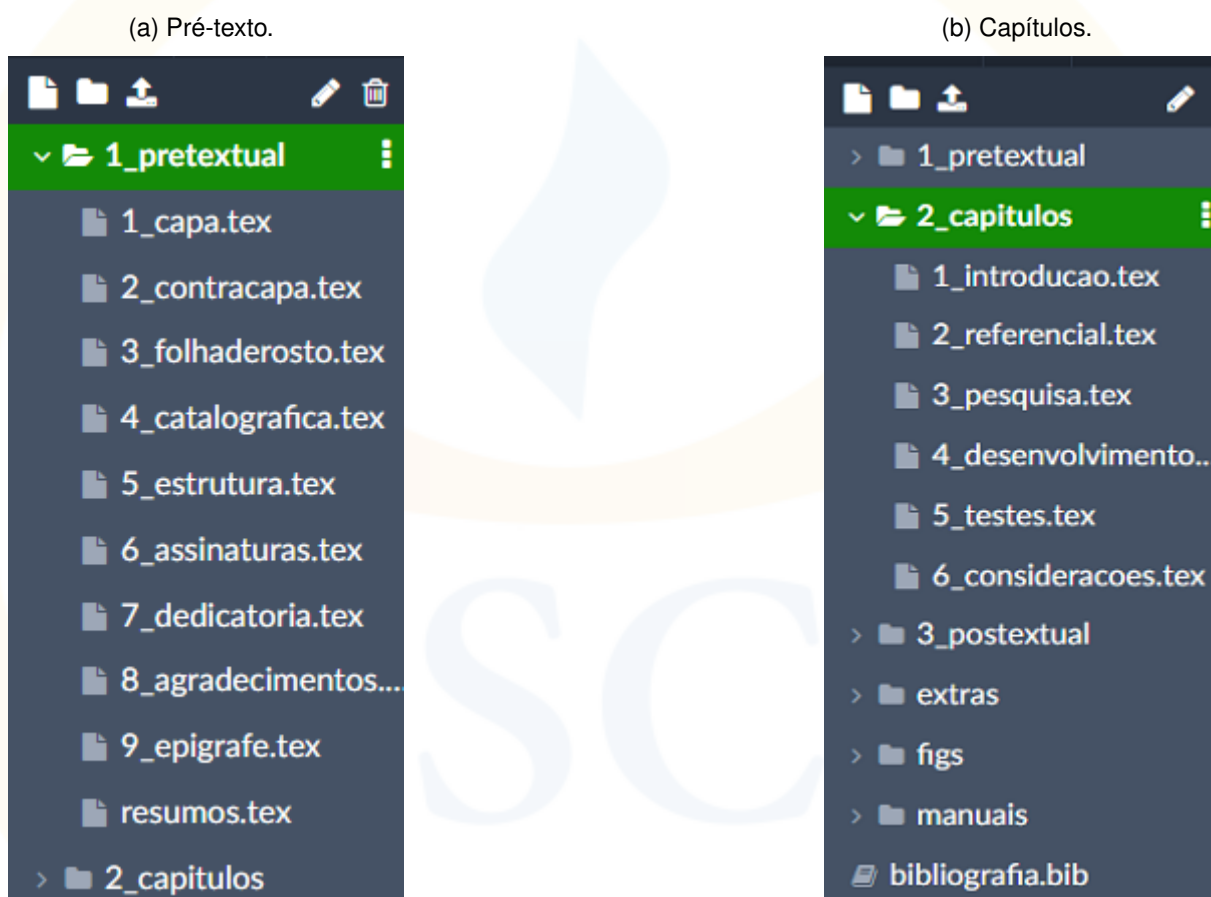 (a) Pré-texto.
1_pretextual
1_capa.tex
2_contracapa.tex
3_folhaderosto.tex
4_catalografica.tex
5_estrutura.tex
6_assinaturas.tex
7_dedicatoria.tex
8_agradecimentos....
9_epigrafe.tex
resumos.tex
2_capitulos
(b) Capítulos.
1_pretextual
2_capitulos
1_introducao.tex
2_referencial.tex
3_pesquisa.tex
4_desenvolvimento..
5_testes.tex
6_consideracoes.tex
3_postextual
extras
figs
manuais
bibliografia.bib
SC